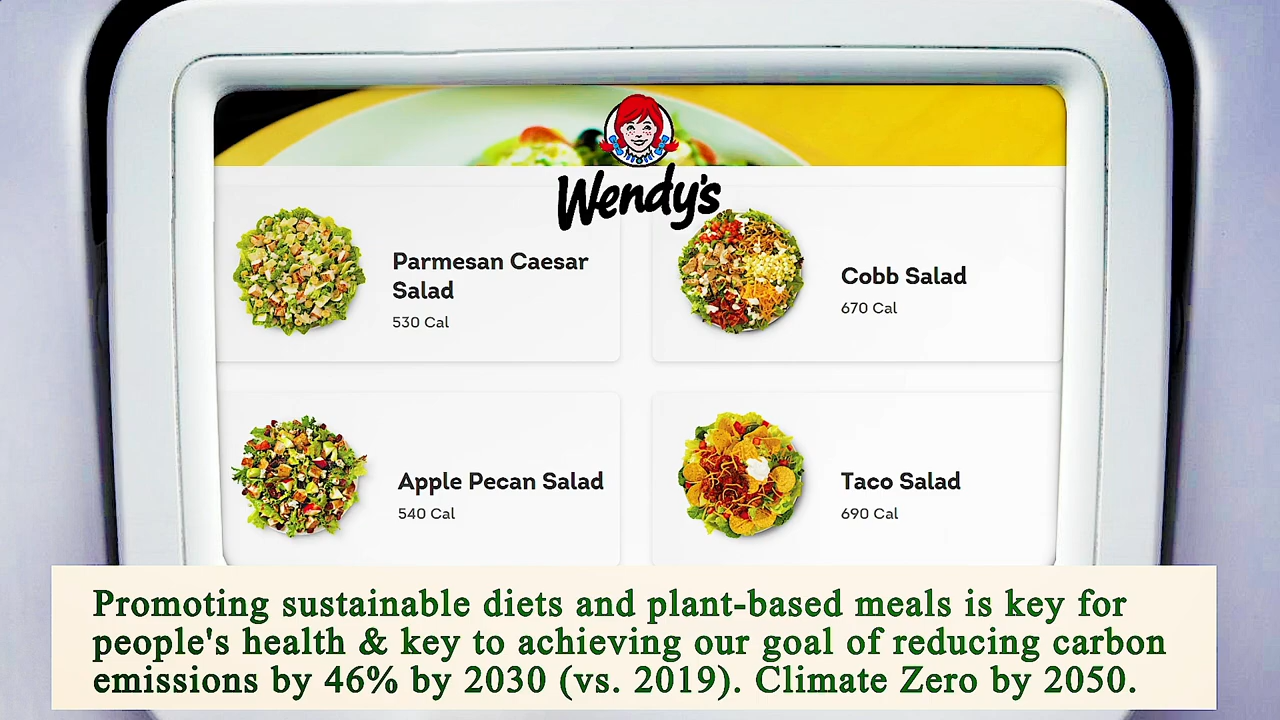 Wendy's
Parmesan Caesar
Salad
530 Cal
Cobb Salad
670 Cal
Apple Pecan Salad
540 Cal
Taco Salad
690 Cal
Promoting sustainable diets and plant-based meals is key for
people's health & key to achieving our goal of reducing carbon
emissions by 46% by 2030 (vs. 2019). Climate Zero by 2050.